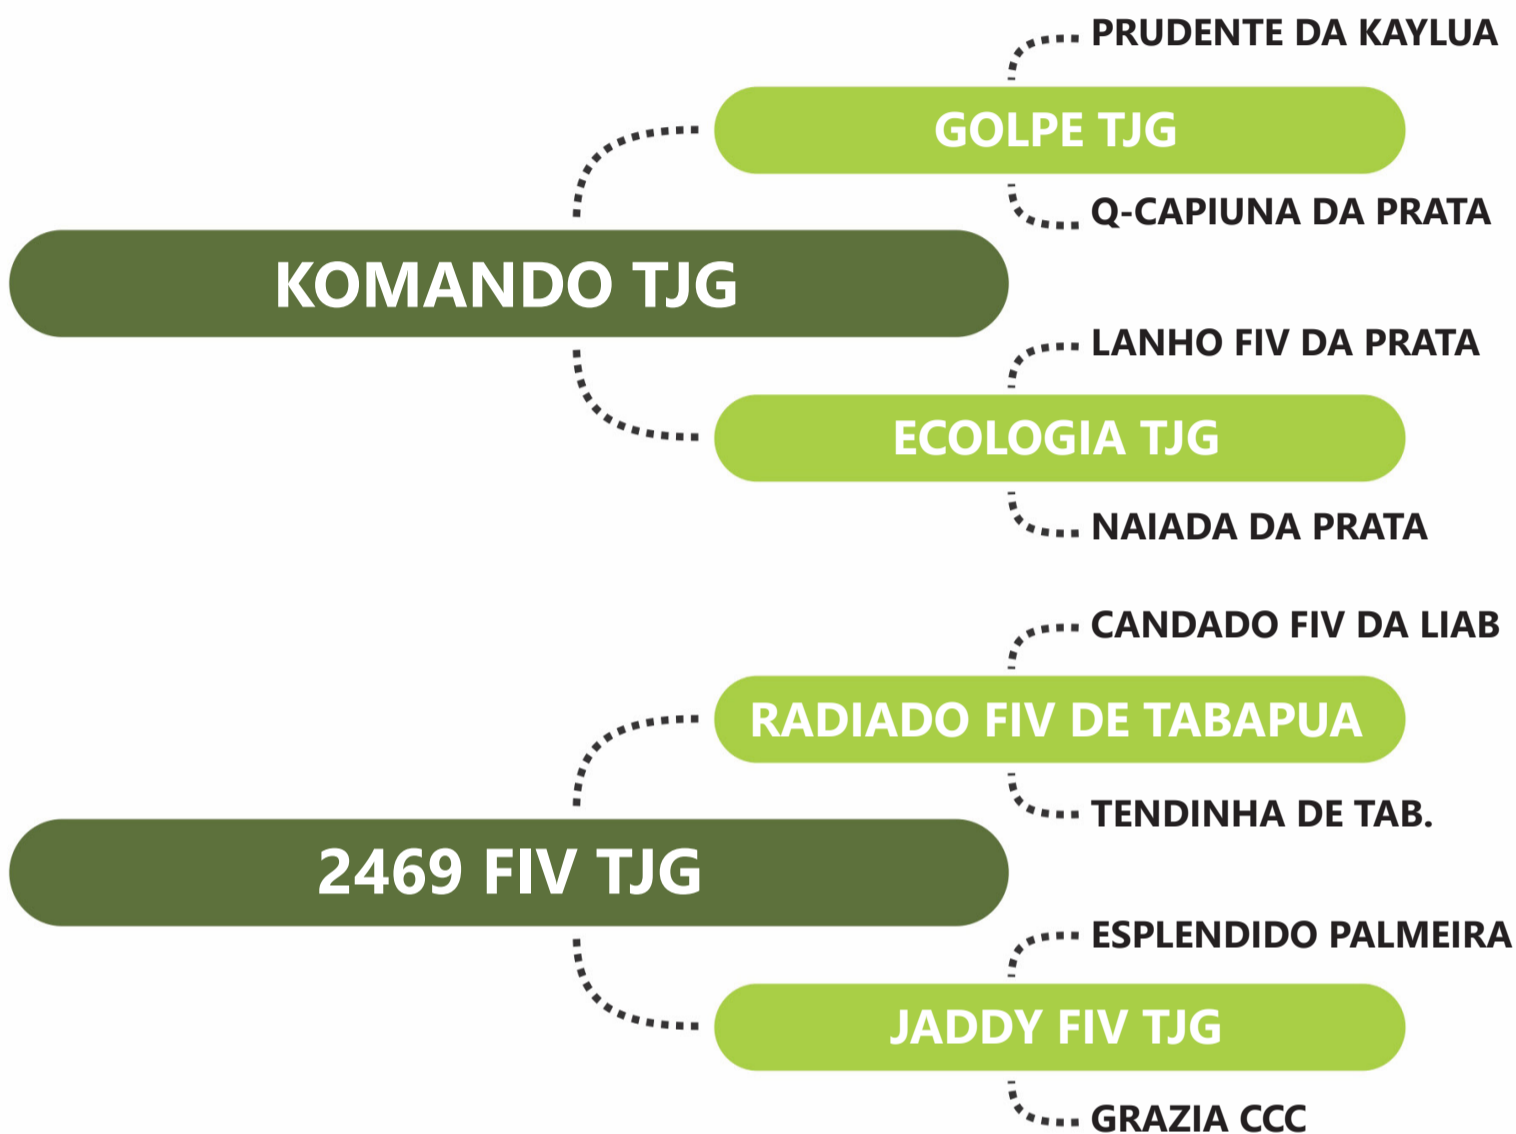 PRUDENTE DA KAYLUA
GOLPE TJG
Q-CAPIUNA DA PRATA
KOMANDO TJG
LANHO FIV DA PRATA
ECOLOGIA TJG
NAIADA DA PRATA
CANDADO FIV DA LIAB
RADIADO FIV DE TABAPUA
TENDINHA DE TAB.
2469 FIV TJG
ESPLENDIDO PALMEIRA
JADDY FIV TJG
GRAZIA CCC